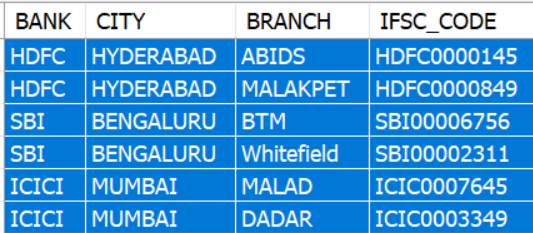 BANK CITY BRANCH IFSC_CODE
HDFC HYDERABAD ABIDS HDFC0000145
HDFC HYDERABAD MALAKPET HDFC0000849
SBI BENGALURU BTM SBI00006756
SBI BENGALURU Whitefield SBI00002311
ICICI MUMBAI MALAD ICIC0007645
ICICI MUMBAI DADAR ICIC0003349